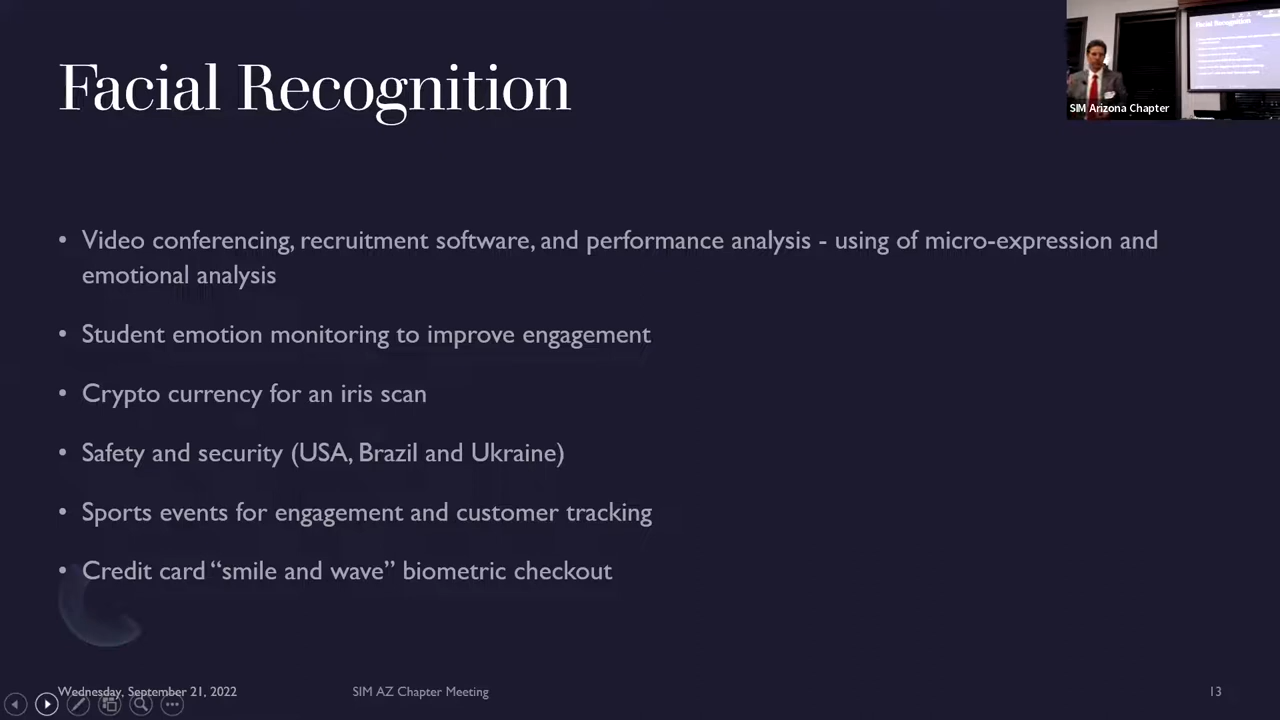 Facial Recognition
SIM Arizona Chapter
• Video conferencing, recruitment software, and performance analysis - using of micro-expression and
emotional analysis
• Student emotion monitoring to improve engagement
• Crypto currency for an iris scan
• Safety and security (USA, Brazil and Ukraine)
• Sports events for engagement and customer tracking
• Credit card “smile and wave” biometric checkout
Wednesday, September 21, 2022
SIM AZ Chapter Meeting
13